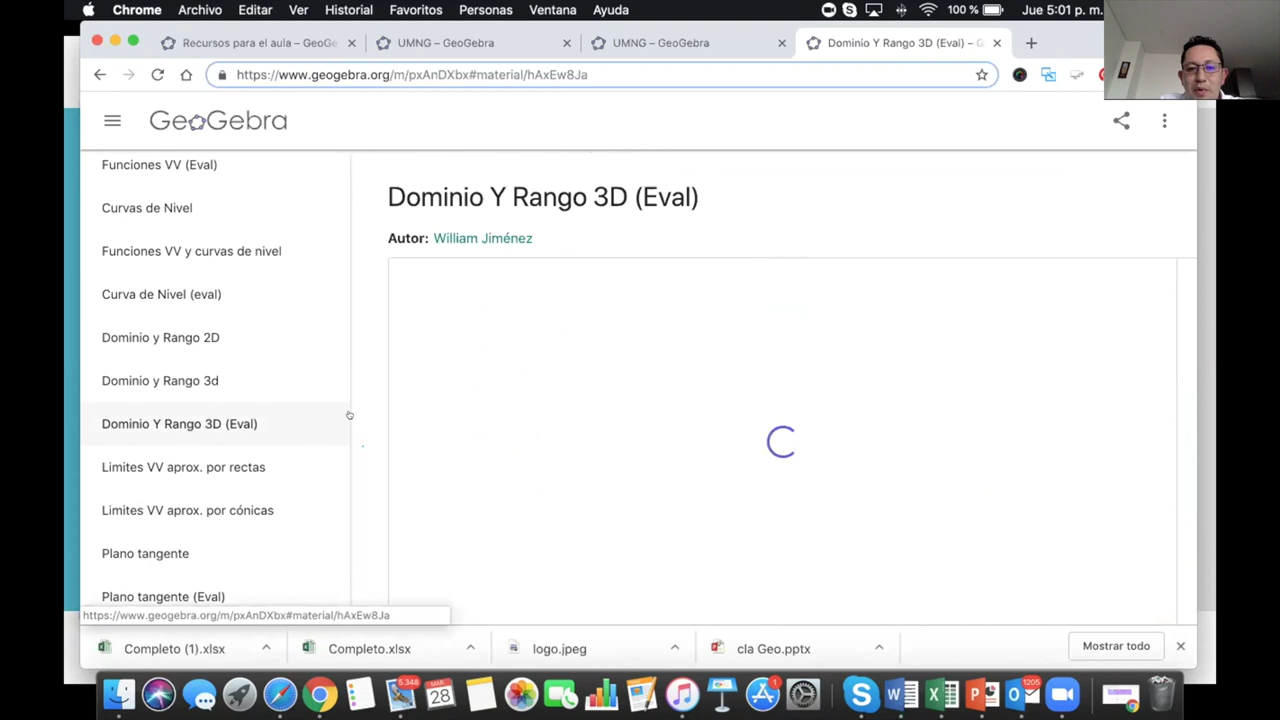 Chrome Archivo Editar Ver Historial Favoritos Personas Ventana Ayuda 100 % Jue 5:01 p. m.
Recursos para el aula – GeoGe UMNG – GeoGebra UMNG – GeoGebra Dominio Y Rango 3D (Eval) – G
https://www.geogebra.org/m/pxAnDXbx#material/hAxEw8Ja
GeoGebra
Funciones VV (Eval)
Curvas de Nivel
Funciones VV y curvas de nivel
Curva de Nivel (eval)
Dominio y Rango 2D
Dominio y Rango 3d
Dominio Y Rango 3D (Eval)
Limites VV aprox. por rectas
Limites VV aprox. por cónicas
Plano tangente
Plano tangente (Eval)
Dominio Y Rango 3D (Eval)
Autor: William Jiménez
https://www.geogebra.org/m/pxAnDXbx#material/hAxEw8Ja
Completo (1).xlsx Completo.xlsx logo.jpeg cla Geo.pptx Mostrar todo
6.348 MAR 28 1 1205